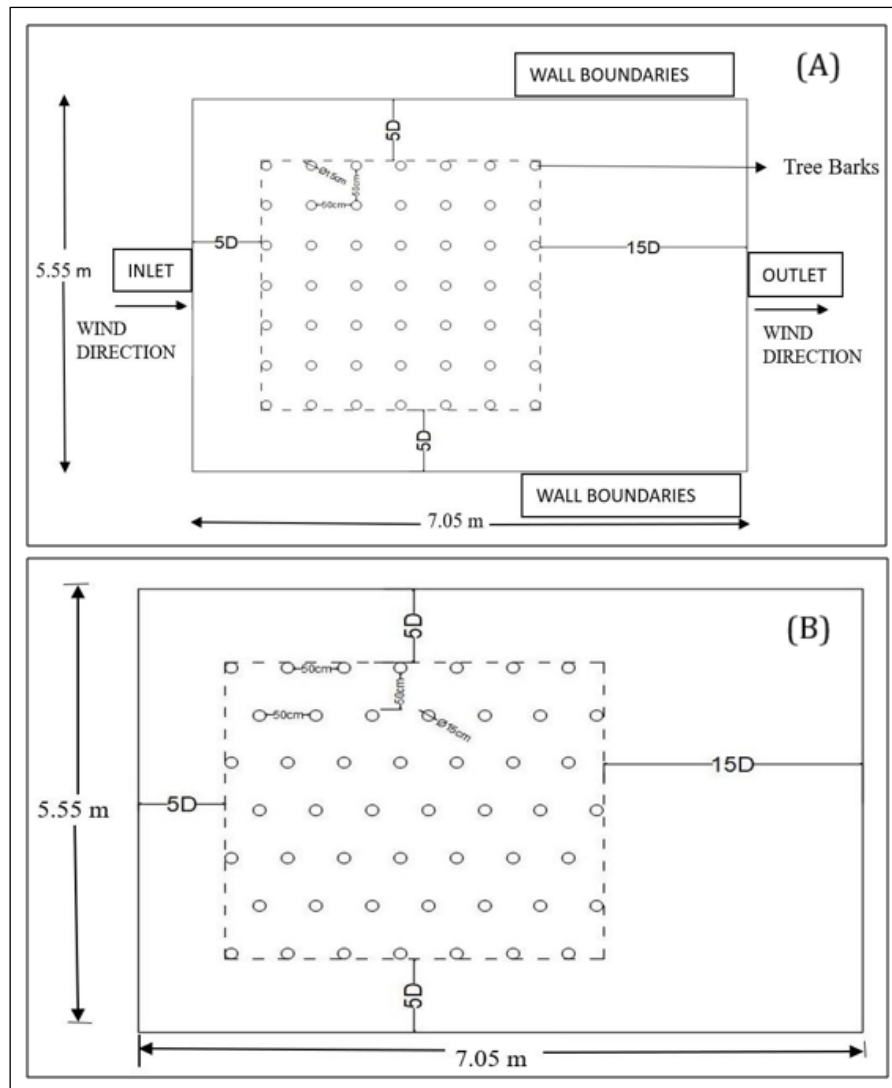 WALL BOUNDARIES
(A)
5D
Tree Barks
Ø15cm
50cm
50cm
5D
15D
5.55 m
INLET
OUTLET
WIND
DIRECTION
WIND
DIRECTION
5D
WALL BOUNDARIES
7.05 m
5D
(B)
50cm
50cm
50cm
Ø15cm
15D
5D
5.55 m
5D
7.05 m